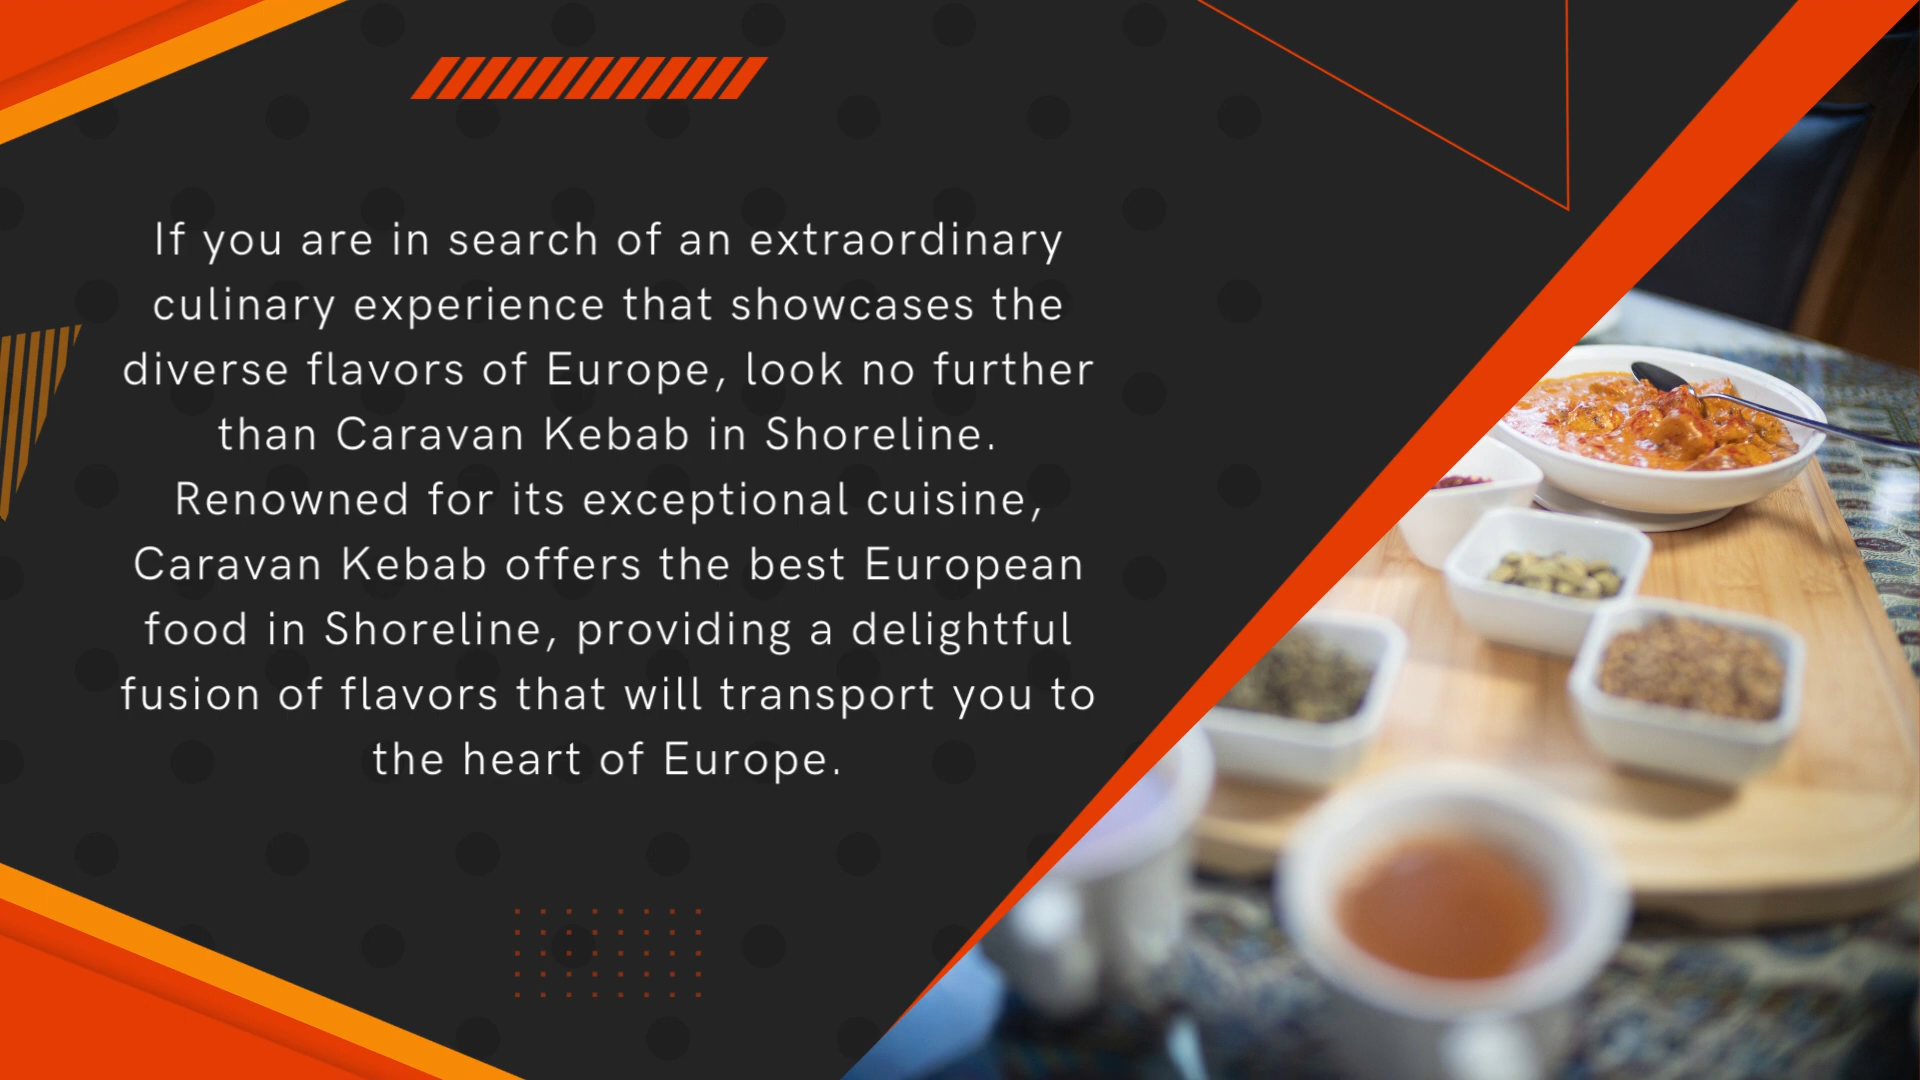 If you are in search of an extraordinary
culinary experience that showcases the
diverse flavors of Europe, look no further
than Caravan Kebab in Shoreline.
Renowned for its exceptional cuisine,
Caravan Kebab offers the best European
food in Shoreline, providing a delightful
fusion of flavors that will transport you to
the heart of Europe.